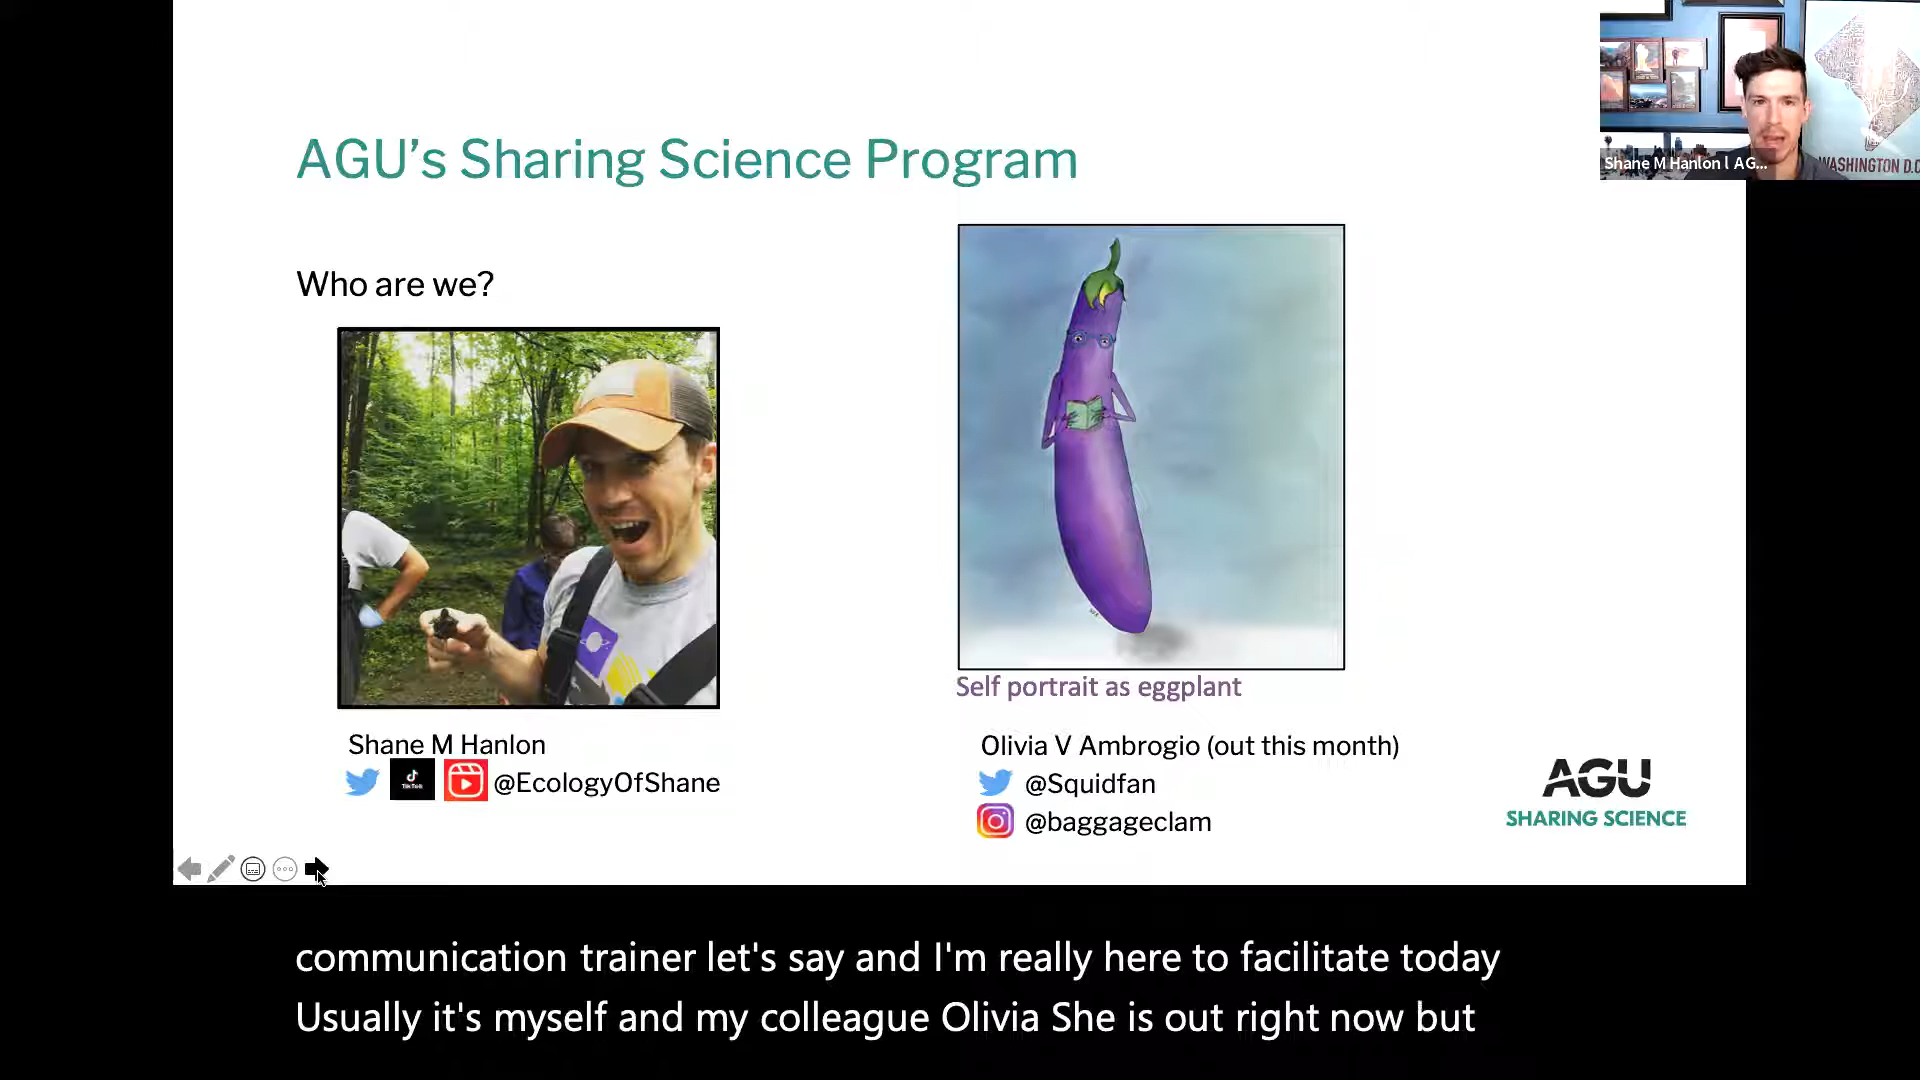 AGU’s Sharing Science Program
Shane M Hanlon l AG...
WASHINGTON D.C
Who are we?
Self portrait as eggplant
Shane M Hanlon
TikTok
@EcologyOfShane
Olivia V Ambrogio (out this month)
@Squidfan
@baggageclam
AGU
SHARING SCIENCE
communication trainer let's say and I'm really here to facilitate today
Usually it's myself and my colleague Olivia She is out right now but